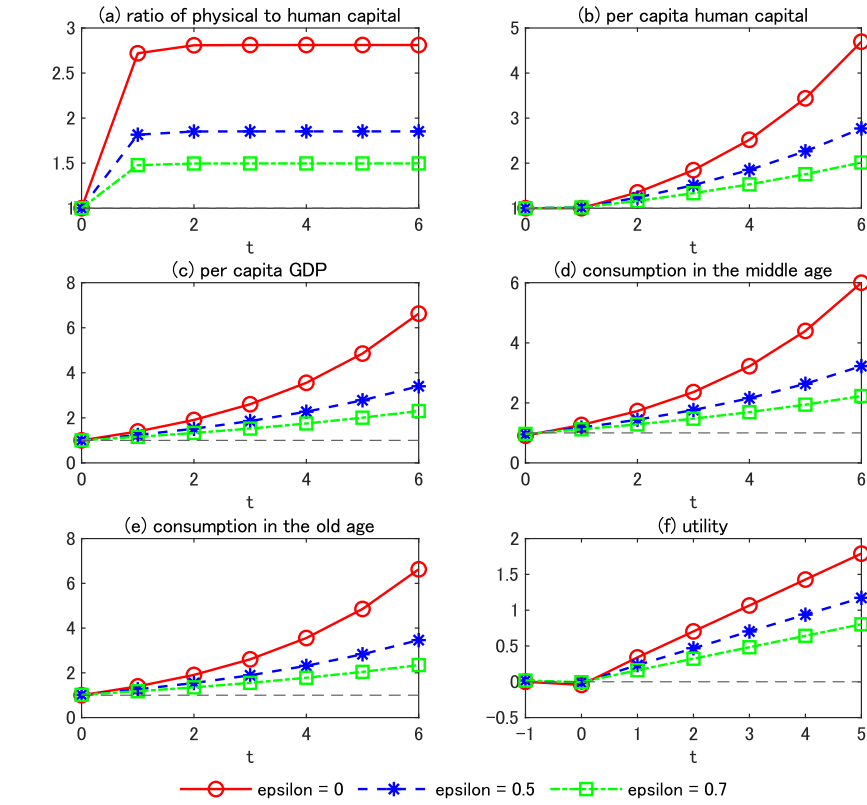 (a) ratio of physical to human capital
3
2.5
2
1.5
1
0 2 4 6
t
(b) per capita human capital
5
4
3
2
1
0 2 4 6
t
(c) per capita GDP
8
6
4
2
0
0 2 4 6
t
(d) consumption in the middle age
6
4
2
0
-1 0 1 2 3 4 5 6
t
(e) consumption in the old age
8
6
4
2
0
0 2 4 6
t
(f) utility
2
1.5
1
0.5
0
-0.5
-1 0 1 2 3 4 5
t
epsilon = 0 epsilon = 0.5 epsilon = 0.7